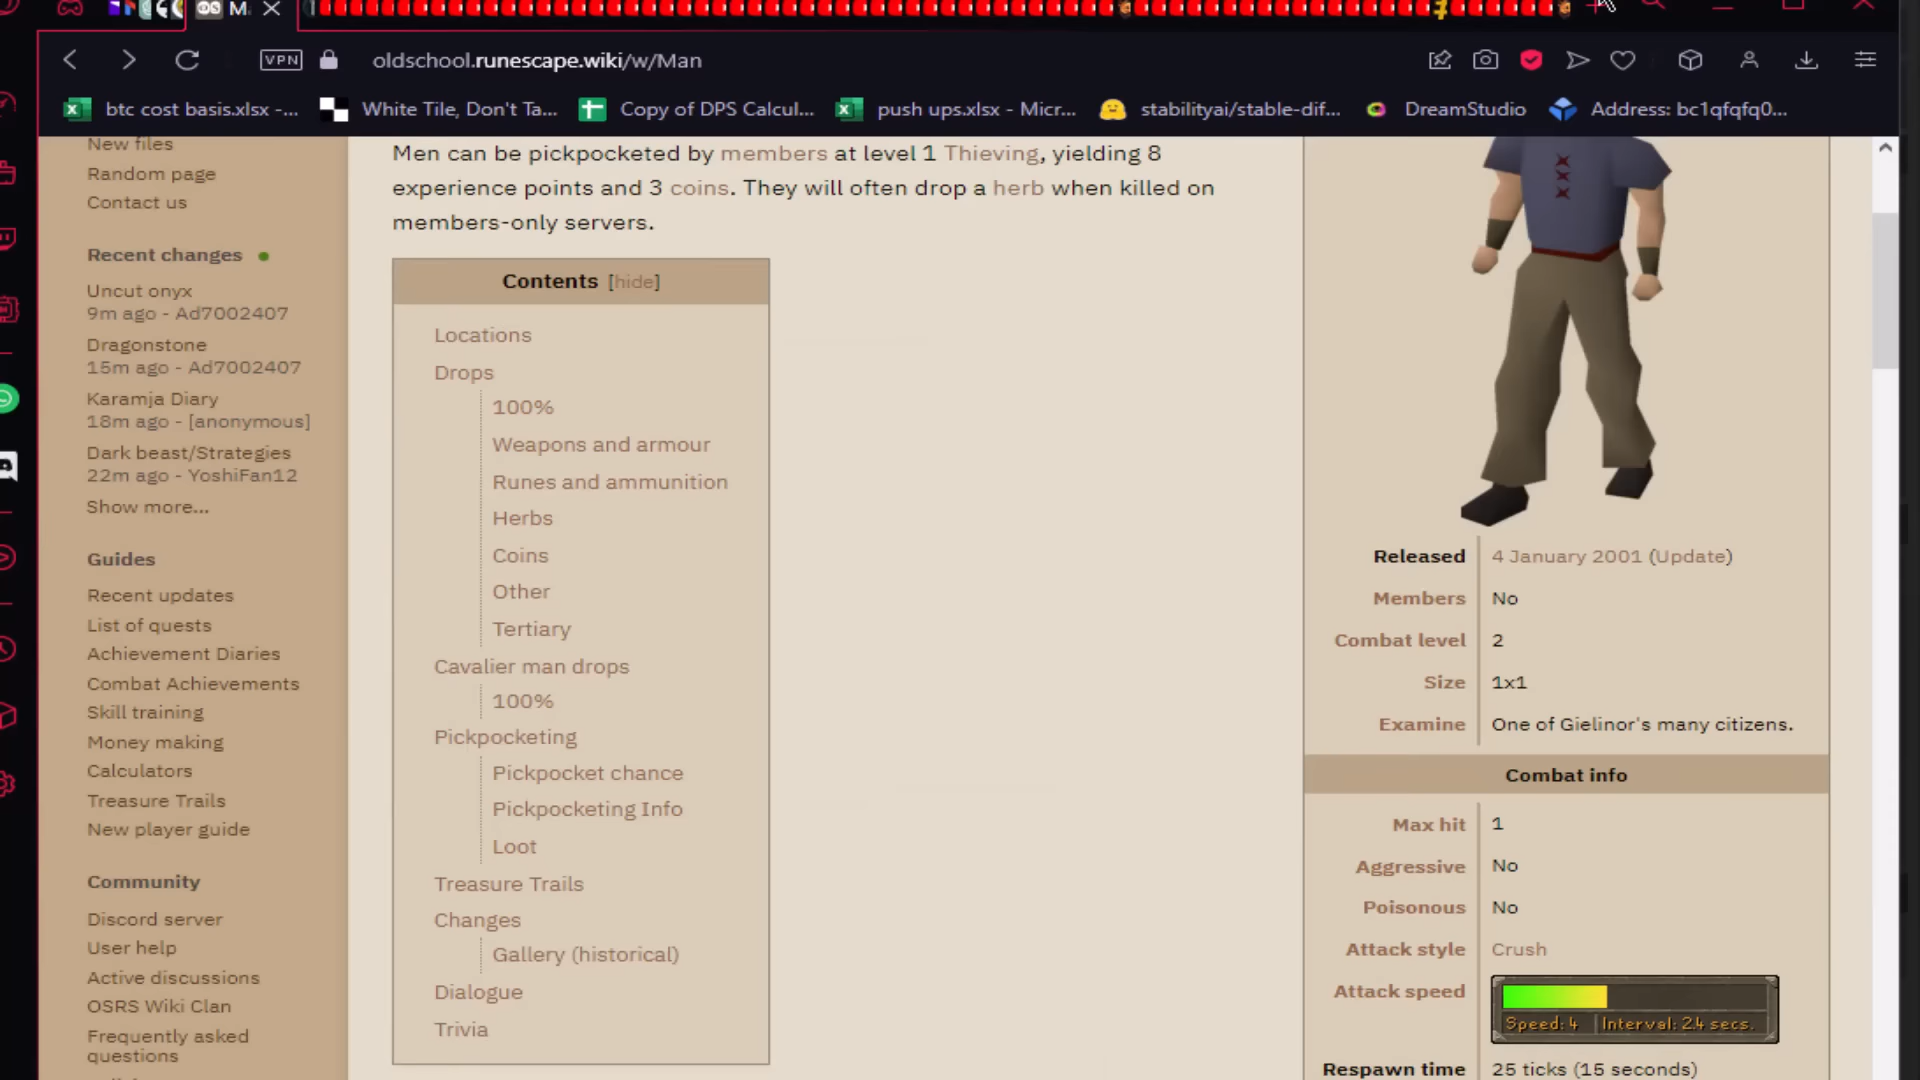 M
VPN
oldschool.runescape.wiki/w/Man
btc cost basis.xlsx -...
White Tile, Don't Ta...
Copy of DPS Calcul...
push ups.xlsx - Micr...
stabilityai/stable-dif...
DreamStudio
Address: bc1qfqfq0...
New files
Random page
Contact us
Recent changes
Uncut onyx
9m ago - Ad7002407
Dragonstone
15m ago - Ad7002407
Karamja Diary
18m ago - [anonymous]
Dark beast/Strategies
22m ago - YoshiFan12
Show more...
Guides
Recent updates
List of quests
Achievement Diaries
Combat Achievements
Skill training
Money making
Calculators
Treasure Trails
New player guide
Community
Discord server
User help
Active discussions
OSRS Wiki Clan
Frequently asked
questions
Men can be pickpocketed by members at level 1 Thieving, yielding 8
experience points and 3 coins. They will often drop a herb when killed on
members-only servers.
Contents [hide]
Locations
Drops
100%
Weapons and armour
Runes and ammunition
Herbs
Coins
Other
Tertiary
Cavalier man drops
100%
Pickpocketing
Pickpocket chance
Pickpocketing Info
Loot
Treasure Trails
Changes
Gallery (historical)
Dialogue
Trivia
Released 4 January 2001 (Update)
Members No
Combat level 2
Size 1x1
Examine One of Gielinor's many citizens.
Combat info
Max hit 1
Aggressive No
Poisonous No
Attack style Crush
Attack speed
Speed: 4 Interval: 2.4 secs.
Respawn time 25 ticks (15 seconds)